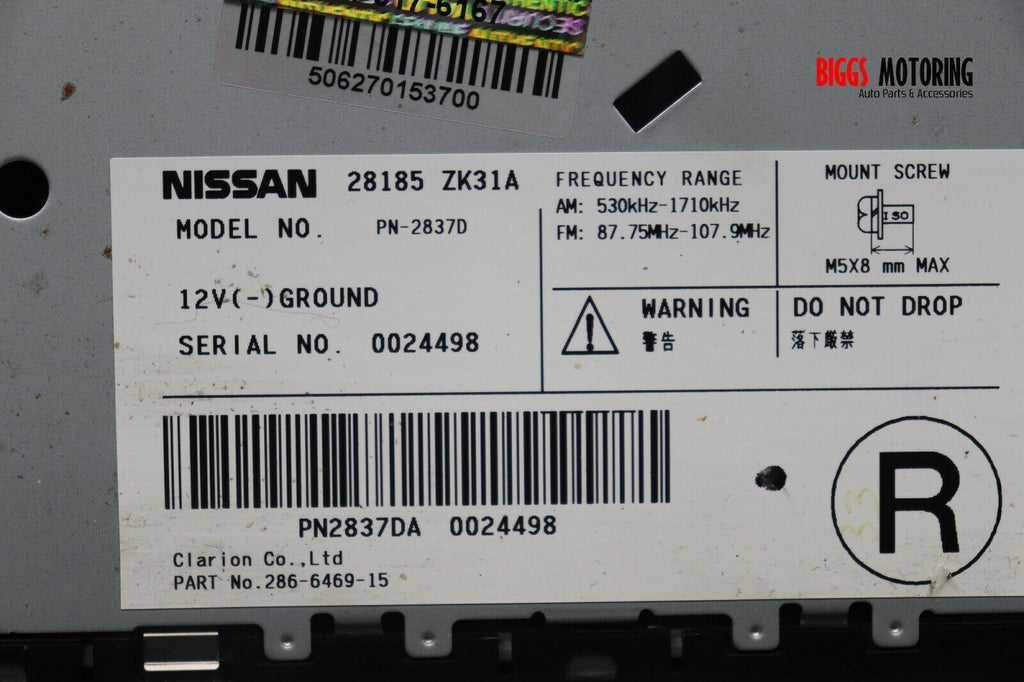 6167
506270153700
BIGGS MOTORING
Auto Parts & Accessories
NISSAN 28185 ZK31A
MODEL NO. PN-2837D
12V(-)GROUND
SERIAL NO. 0024498
FREQUENCY RANGE
AM: 530kHz-1710kHz
FM: 87.75MHz-107.9MHz
MOUNT SCREW
ISO
M5X8 mm MAX
WARNING
警告
DO NOT DROP
落下厳禁
PN2837DA 0024498
Clarion Co.,Ltd
PART No.286-6469-15
R